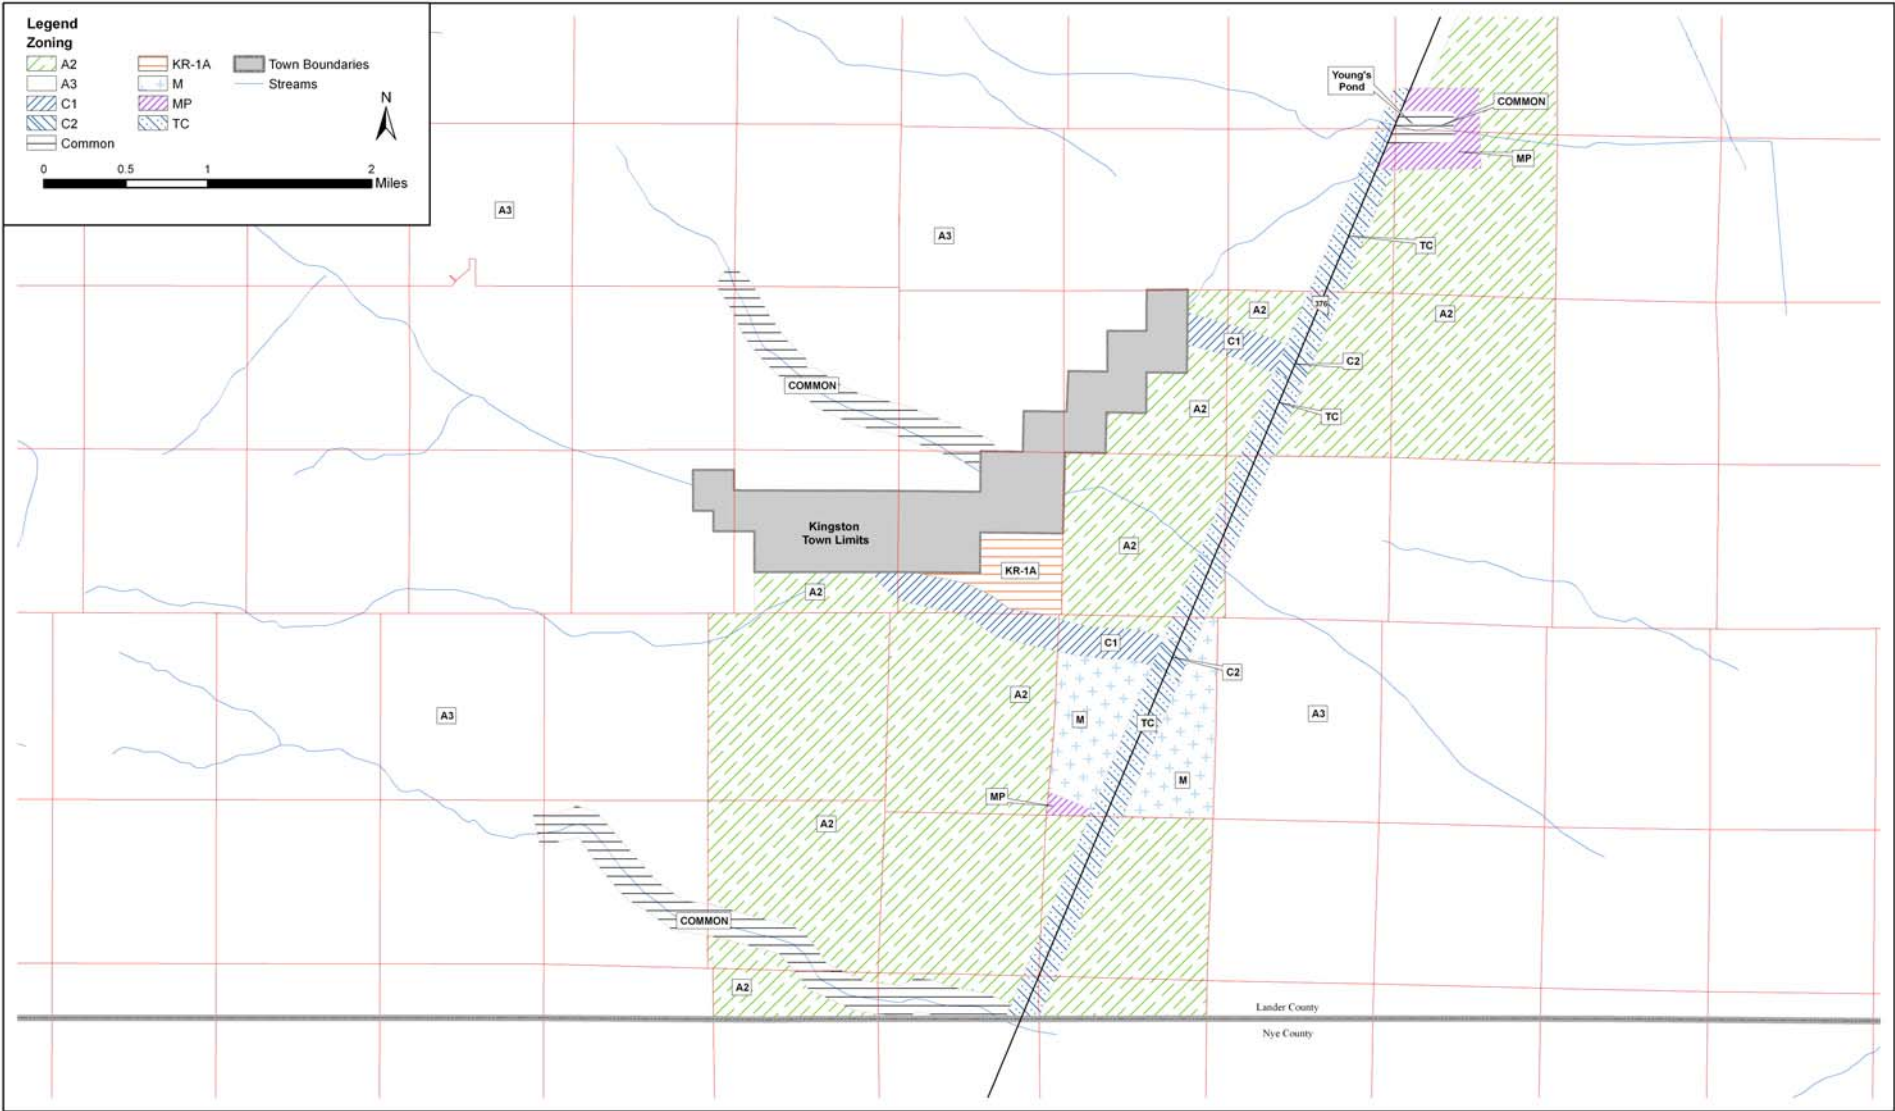 Legend
Zoning
A2
A3
C1
C2
Common
KR-1A
M
MP
TC
Town Boundaries
Streams
N
0 0.5 1 2
Miles
Young's
Pond
COMMON
MP
A3
A3
TC
376
A2
A2
C1
C2
COMMON
A2
TC
Kingston
Town Limits
A2
KR-1A
A2
C1
C2
A2
A3
M
TC
A3
M
MP
A2
COMMON
A2
Lander County
Nye County